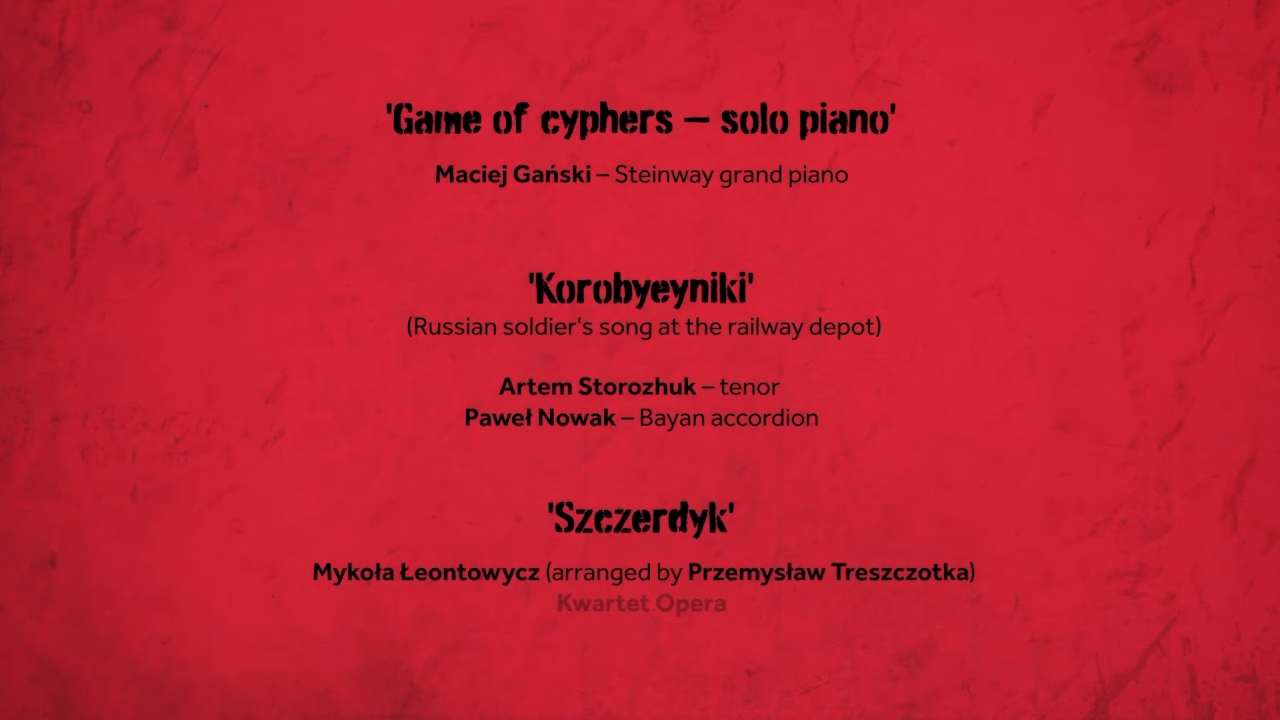 'Game of cyphers – solo piano'
Maciej Gański – Steinway grand piano
'Korobyeyniki'
(Russian soldier's song at the railway depot)
Artem Storozhuk – tenor
Paweł Nowak – Bayan accordion
'Szczerdyk'
Mykoła Łeontowycz (arranged by Przemysław Treszczotka)
Kwartet Opera